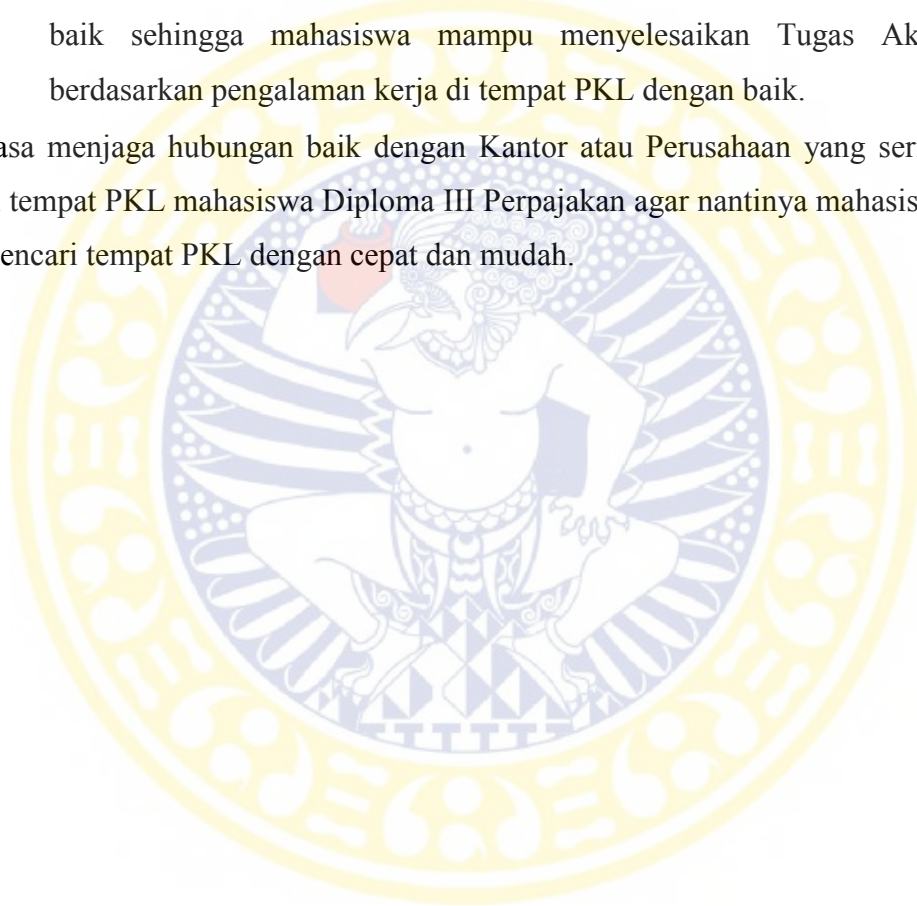 baik sehingga mahasiswa mampu menyelesaikan Tugas Ak
berdasarkan pengalaman kerja di tempat PKL dengan baik.
asa menjaga hubungan baik dengan Kantor atau Perusahaan yang ser
tempat PKL mahasiswa Diploma III Perpajakan agar nantinya mahasis
encari tempat PKL dengan cepat dan mudah.